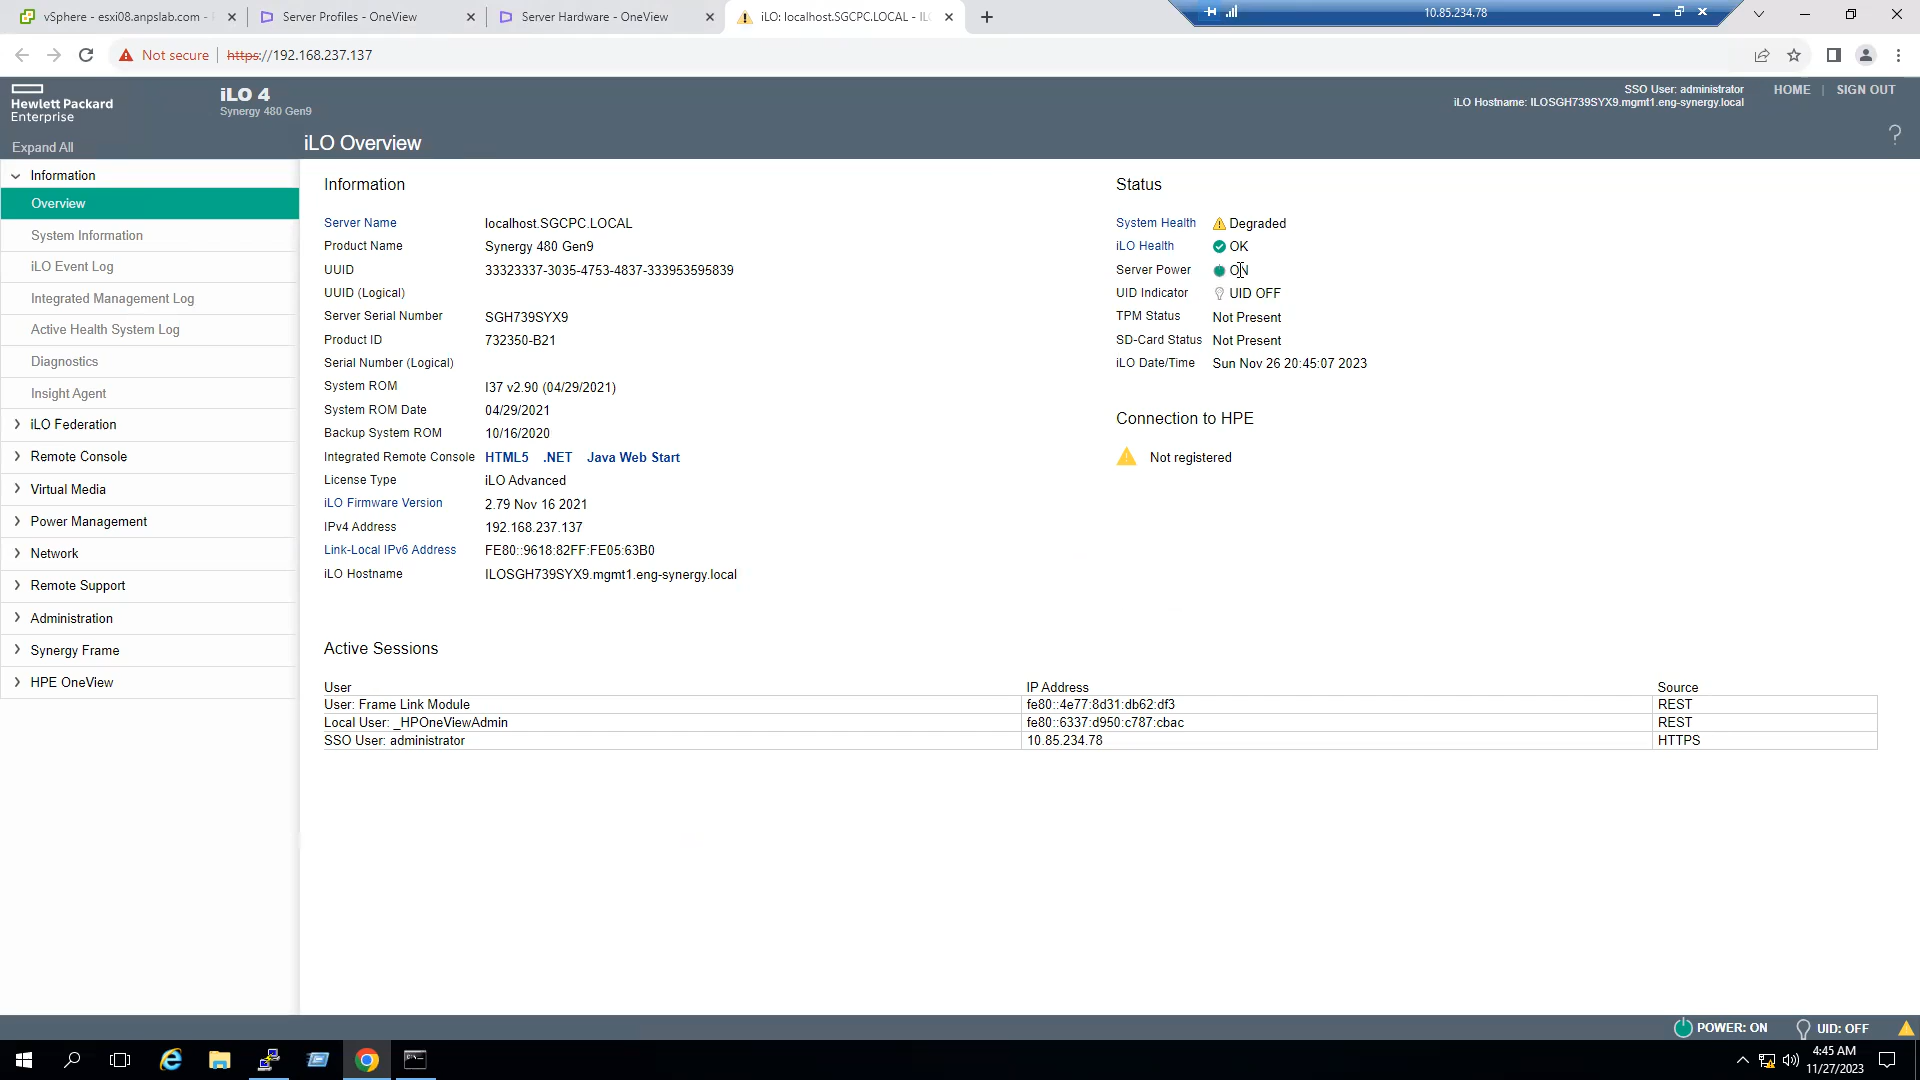 vSphere - esxi08.anpslab.com -
Server Profiles - OneView
Server Hardware - OneView
iLO: localhost.SGCPC.LOCAL - IL
10.85.234.78
Not secure
https://192.168.237.137
Hewlett Packard
Enterprise
iLO 4
Synergy 480 Gen9
SSO User: administrator
iLO Hostname: ILOSGH739SYX9.mgmt1.eng-synergy.local
HOME | SIGN OUT
?
Expand All
iLO Overview
Information
Overview
System Information
iLO Event Log
Integrated Management Log
Active Health System Log
Diagnostics
Insight Agent
iLO Federation
Remote Console
Virtual Media
Power Management
Network
Remote Support
Administration
Synergy Frame
HPE OneView
Information
Server Name localhost.SGCPC.LOCAL
Product Name Synergy 480 Gen9
UUID 33323337-3035-4753-4837-333953595839
UUID (Logical)
Server Serial Number SGH739SYX9
Product ID 732350-B21
Serial Number (Logical)
System ROM I37 v2.90 (04/29/2021)
System ROM Date 04/29/2021
Backup System ROM 10/16/2020
Integrated Remote Console HTML5 .NET Java Web Start
License Type iLO Advanced
iLO Firmware Version 2.79 Nov 16 2021
IPv4 Address 192.168.237.137
Link-Local IPv6 Address FE80::9618:82FF:FE05:63B0
iLO Hostname ILOSGH739SYX9.mgmt1.eng-synergy.local
Status
System Health Degraded
iLO Health OK
Server Power ON
UID Indicator UID OFF
TPM Status Not Present
SD-Card Status Not Present
iLO Date/Time Sun Nov 26 20:45:07 2023
Connection to HPE
Not registered
Active Sessions
User IP Address Source
User: Frame Link Module fe80::4e77:8d31:db62:df3 REST
Local User: _HPOneViewAdmin fe80::6337:d950:c787:cbac REST
SSO User: administrator 10.85.234.78 HTTPS
POWER: ON UID: OFF
4:45 AM
11/27/2023